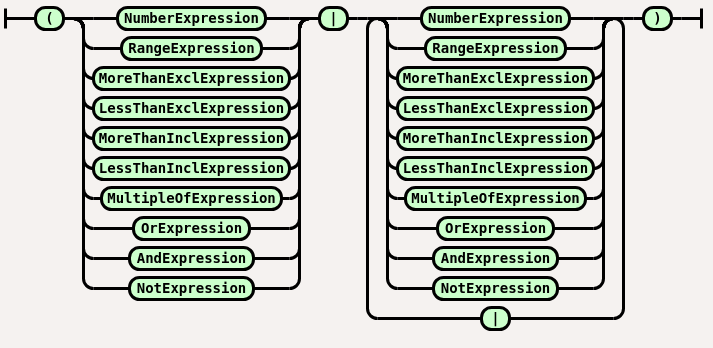 ( NumberExpression | NumberExpression )
RangeExpression RangeExpression
MoreThanExclExpression MoreThanExclExpression
LessThanExclExpression LessThanExclExpression
MoreThanInclExpression MoreThanInclExpression
LessThanInclExpression LessThanInclExpression
MultipleOfExpression MultipleOfExpression
OrExpression OrExpression
AndExpression AndExpression
NotExpression NotExpression
|